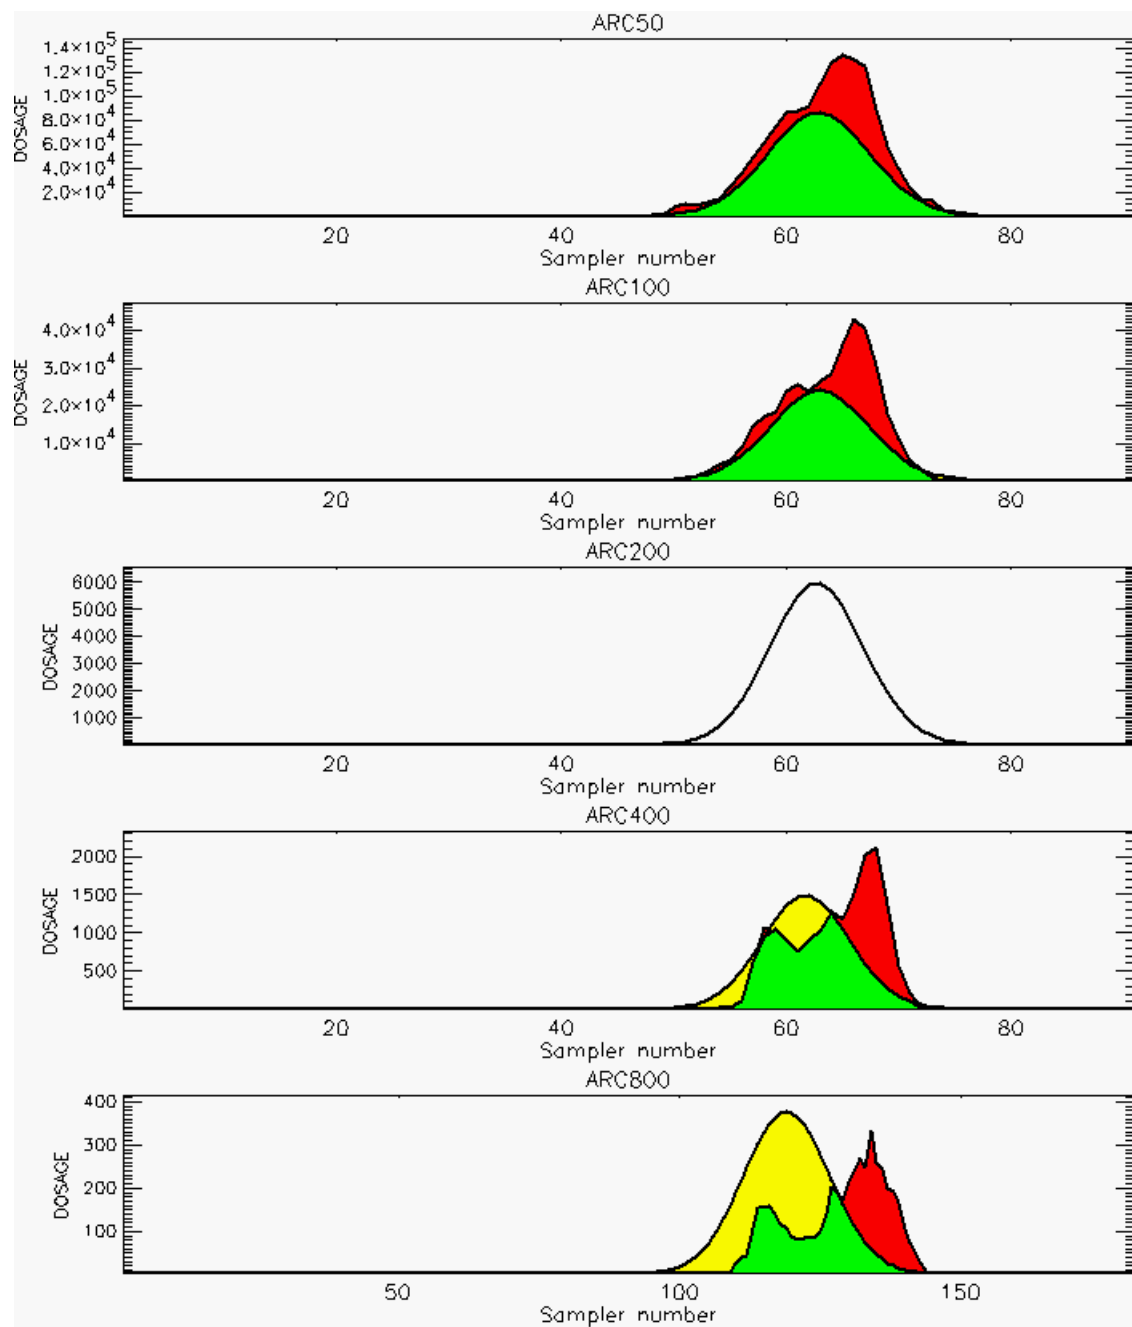 ARC50
1.4×10^5
1.2×10^5
1.0×10^5
8.0×10^4
6.0×10^4
4.0×10^4
2.0×10^4
DOSAGE
20 40 60 80
Sampler number
ARC100
4.0×10^4
3.0×10^4
2.0×10^4
1.0×10^4
DOSAGE
20 40 60 80
Sampler number
ARC200
6000
5000
4000
3000
2000
1000
DOSAGE
20 40 60 80
Sampler number
ARC400
2000
1500
1000
500
DOSAGE
20 40 60 80
Sampler number
ARC800
400
300
200
100
DOSAGE
50 100 150
Sampler number